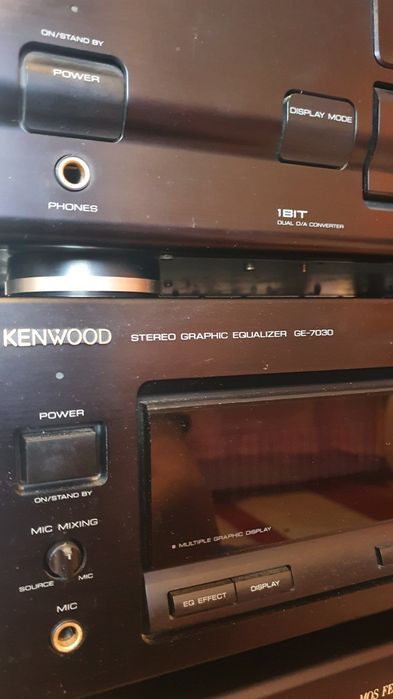 ON/STAND BY
POWER
DISPLAY MODE
PHONES
1BIT
DUAL D/A CONVERTER
KENWOOD STEREO GRAPHIC EQUALIZER GE-7030
POWER
ON/STAND BY
MIC MIXING
SOURCE MIC
MULTIPLE GRAPHIC DISPLAY
EQ EFFECT DISPLAY
MIC